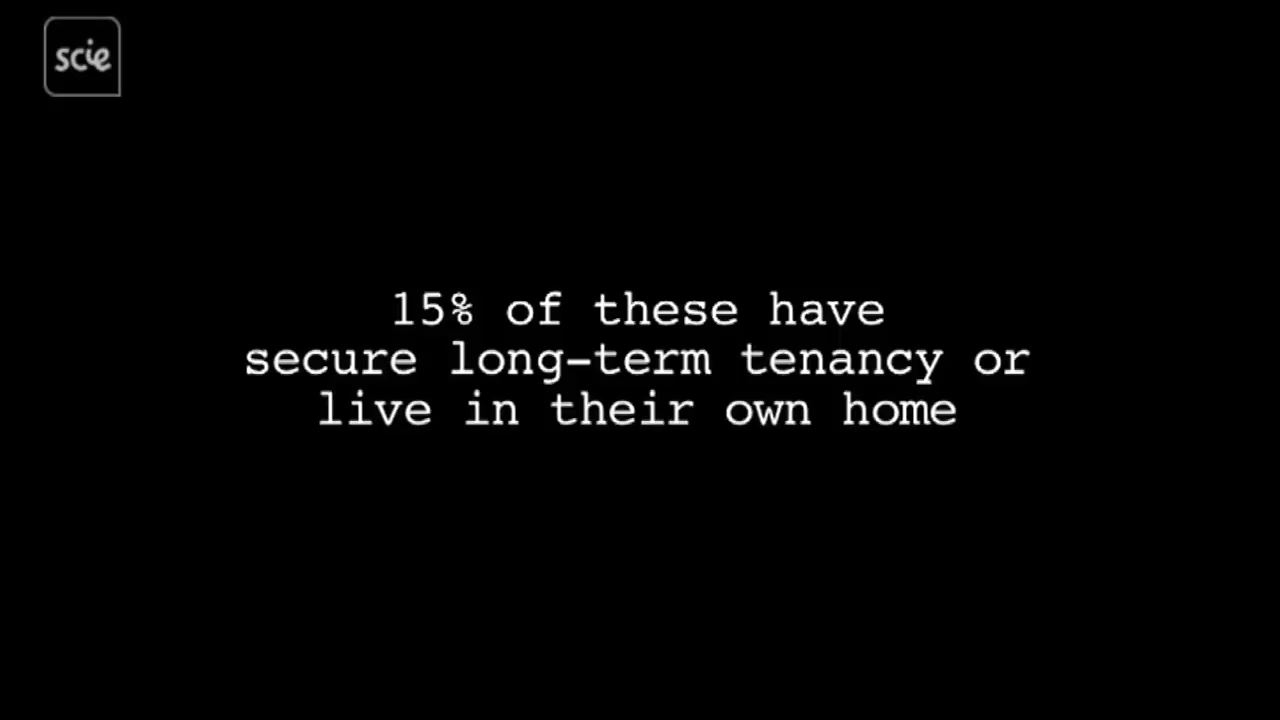 scie
15% of these have
secure long-term tenancy or
live in their own home